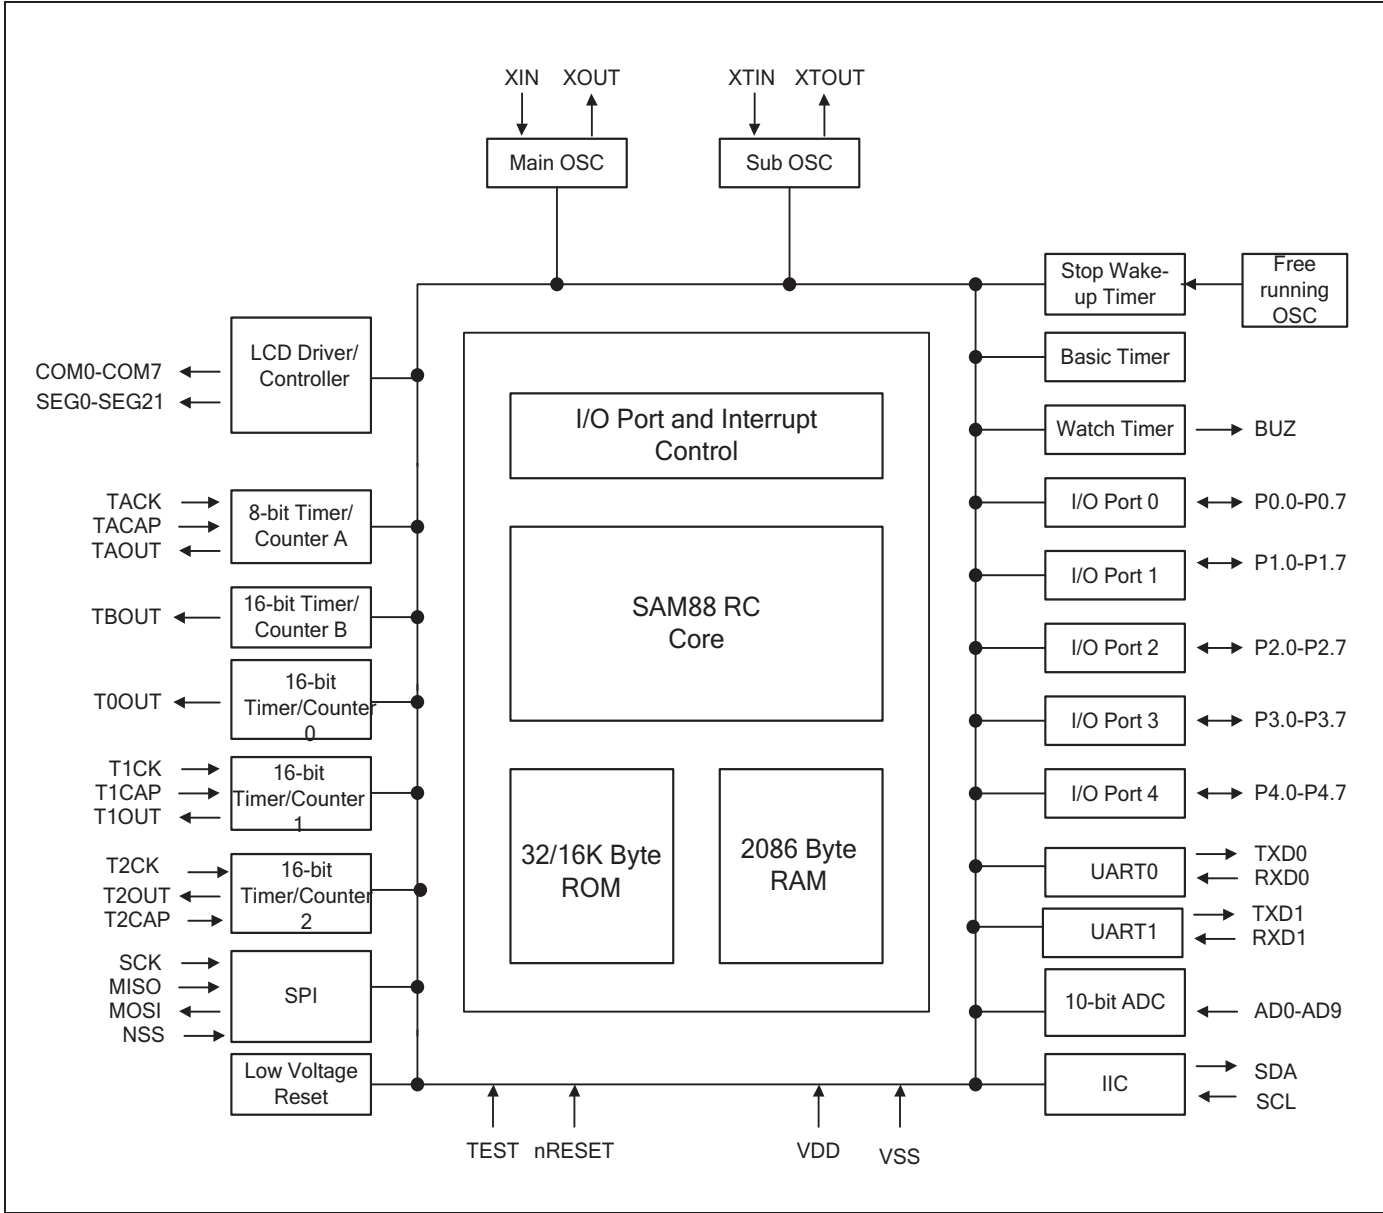 XIN XOUT XTIN XTOUT
Main OSC
Sub OSC
Stop Wake-
up Timer
Free
running
OSC
LCD Driver/
Controller
COM0-COM7
SEG0-SEG21
Basic Timer
Watch Timer
BUZ
I/O Port and Interrupt
Control
TACK
TACAP
TAOUT
8-bit Timer/
Counter A
I/O Port 0
P0.0-P0.7
I/O Port 1
P1.0-P1.7
TBOUT
16-bit Timer/
Counter B
SAM88 RC
Core
I/O Port 2
P2.0-P2.7
T0OUT
16-bit
Timer/Counter
0
I/O Port 3
P3.0-P3.7
T1CK
T1CAP
T1OUT
16-bit
Timer/Counter
1
I/O Port 4
P4.0-P4.7
T2CK
T2OUT
T2CAP
16-bit
Timer/Counter
2
32/16K Byte
ROM
2086 Byte
RAM
UART0
TXD0
RXD0
UART1
TXD1
RXD1
SCK
MISO
MOSI
NSS
SPI
10-bit ADC
AD0-AD9
Low Voltage
Reset
IIC
SDA
SCL
TEST nRESET VDD VSS